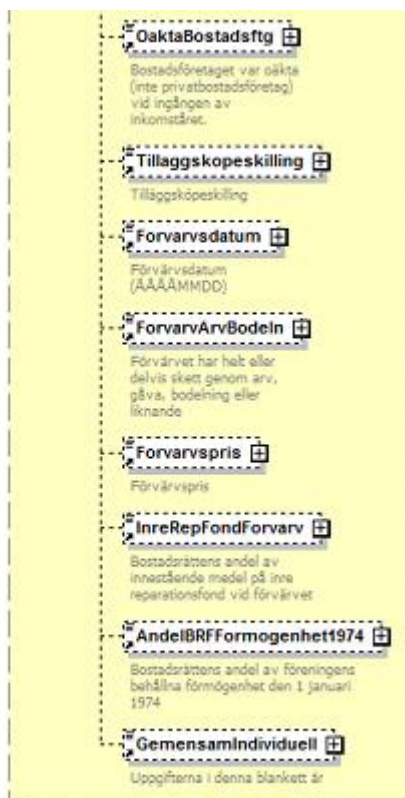 OaktaBostadsftg
Bostadsföretaget var oäkta
(inte privatbostadsföretag)
vid ingången av
inkomståret.
Tillaggskopeskilling
Tilläggsköpeskilling
Forvarvsdatum
Förvärvsdatum
(ÅÅÅÅMMDD)
ForvarvArvBodeln
Förvärvet har helt eller
delvis skett genom arv,
gåva, bodelning eller
liknande
Forvarvspris
Förvärvspris
InreRepFondForvarv
Bostadsrättens andel av
innestående medel på inre
reparationsfond vid förvärvet
AndelBRFFormogenhet1974
Bostadsrättens andel av föreningens
behållna förmögenhet den 1 januari
1974
GemensamIndividuell
Uppgifterna i denna blankett är